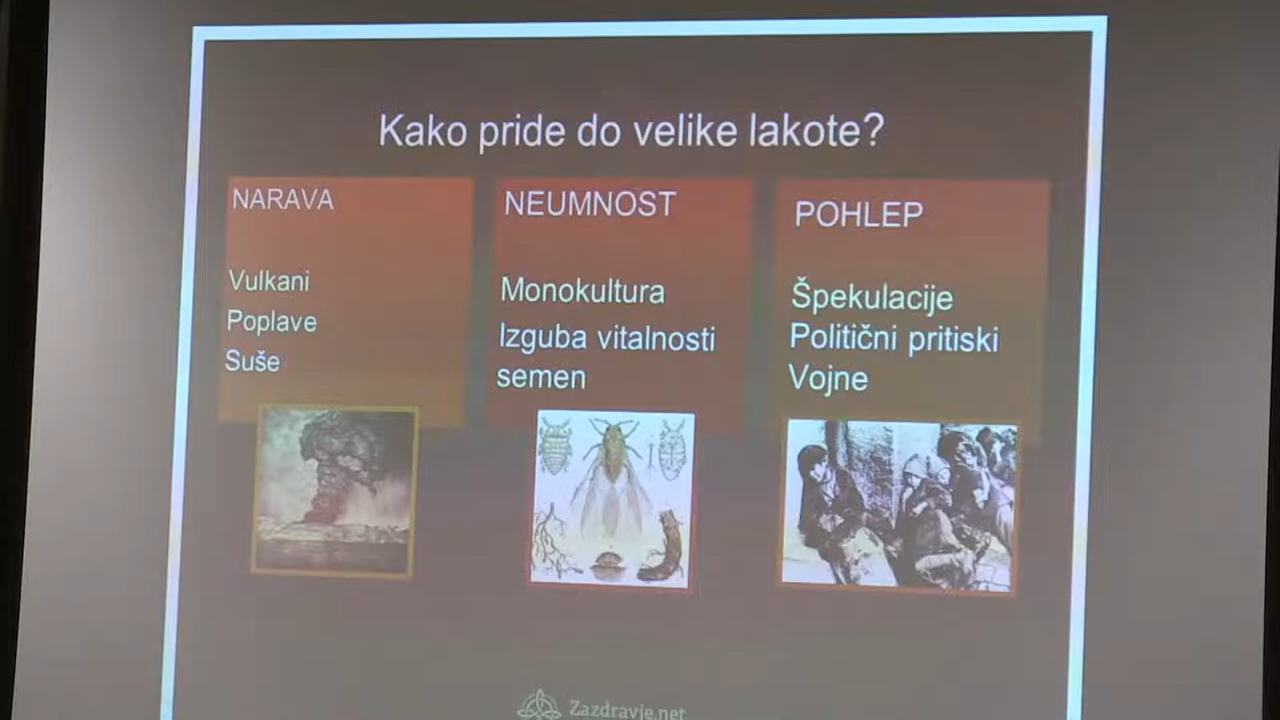 Kako pride do velike lakote?
NARAVA
Vulkani
Poplave
Suše
NEUMNOST
Monokultura
Izguba vitalnosti
semen
POHLEP
Špekulacije
Politični pritiski
Vojne
Zazdravje.net